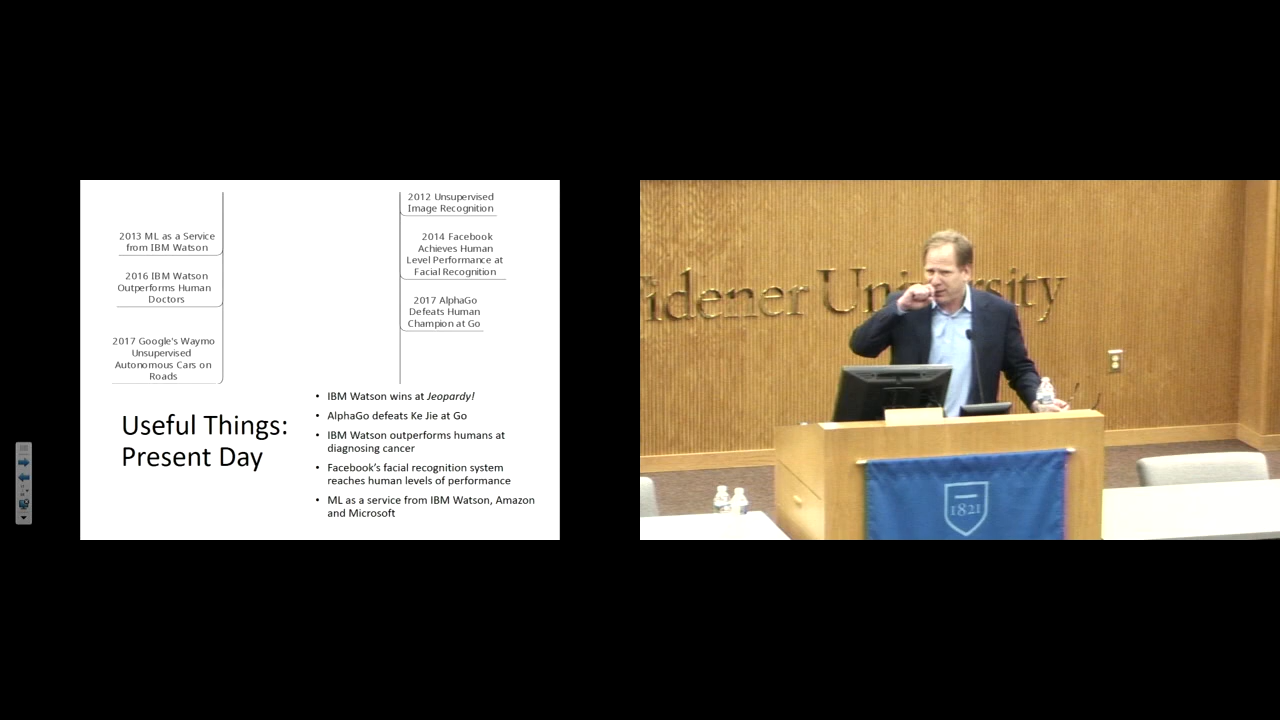 2012 Unsupervised
Image Recognition
2013 ML as a Service
from IBM Watson
2014 Facebook
Achieves Human
Level Performance at
Facial Recognition
2016 IBM Watson
Outperforms Human
Doctors
2017 AlphaGo
Defeats Human
Champion at Go
2017 Google's Waymo
Unsupervised
Autonomous Cars on
Roads
Useful Things:
Present Day
• IBM Watson wins at Jeopardy!
• AlphaGo defeats Ke Jie at Go
• IBM Watson outperforms humans at
diagnosing cancer
• Facebook’s facial recognition system
reaches human levels of performance
• ML as a service from IBM Watson, Amazon
and Microsoft
idener University
1821